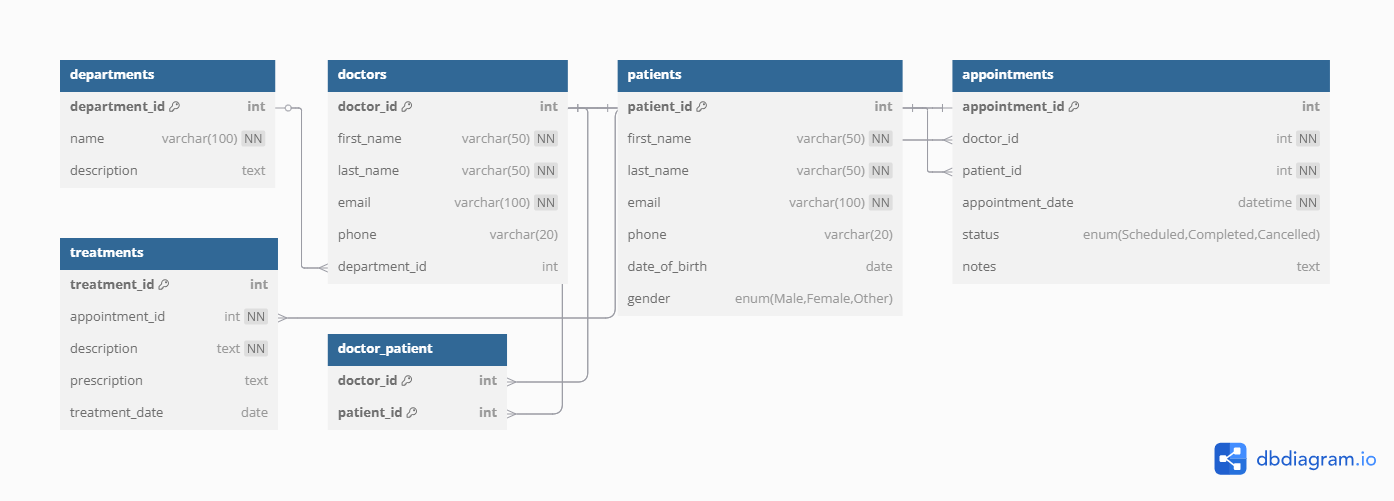 departments
department_id int
name varchar(100) NN
description text
doctors
doctor_id int
first_name varchar(50) NN
last_name varchar(50) NN
email varchar(100) NN
phone varchar(20)
department_id int
patients
patient_id int
first_name varchar(50) NN
last_name varchar(50) NN
email varchar(100) NN
phone varchar(20)
date_of_birth date
gender enum(Male,Female,Other)
appointments
appointment_id int
doctor_id int NN
patient_id int NN
appointment_date datetime NN
status enum(Scheduled,Completed,Cancelled)
notes text
treatments
treatment_id int
appointment_id int NN
description text NN
prescription text
treatment_date date
doctor_patient
doctor_id int
patient_id int
dbdiagram.io